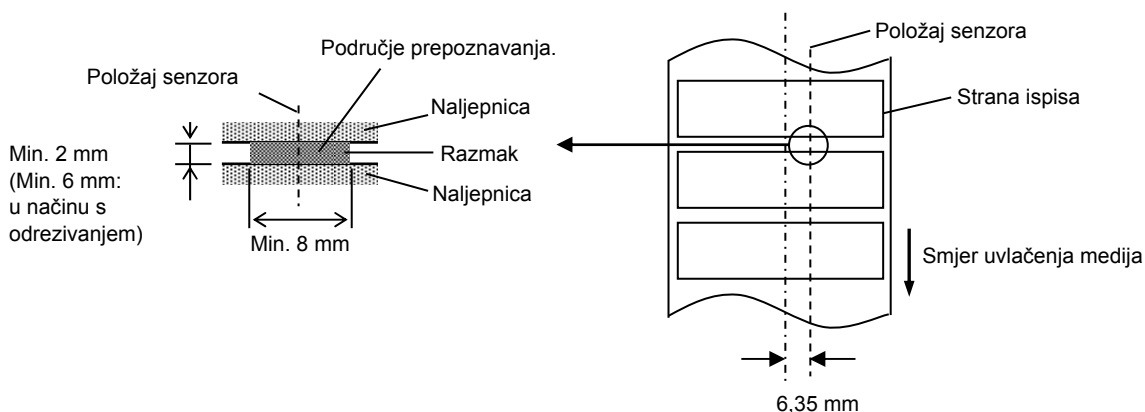 Područje prepoznavanja.
Položaj senzora
Naljepnica
Razmak
Naljepnica
Min. 2 mm
(Min. 6 mm:
u načinu s
odrezivanjem)
Min. 8 mm
Položaj senzora
Strana ispisa
Smjer uvlačenja medija
6,35 mm